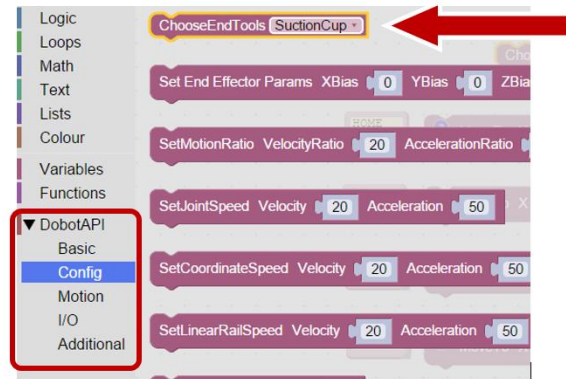 Logic
Loops
Math
Text
Lists
Colour
Variables
Functions
▼ DobotAPI
Basic
Config
Motion
I/O
Additional
ChooseEndTools SuctionCup
Set End Effector Params XBias 0 YBias 0 ZBia
SetMotionRatio VelocityRatio 20 AccelerationRatio
SetJointSpeed Velocity 20 Acceleration 50
SetCoordinateSpeed Velocity 20 Acceleration 50
SetLinearRailSpeed Velocity 20 Acceleration 50
Cho
HOME
X